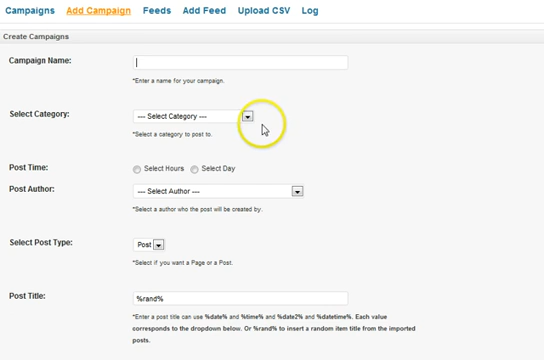 Campaigns Add Campaign Feeds Add Feed Upload CSV Log
Create Campaigns
Campaign Name:
*Enter a name for your campaign.
Select Category: --- Select Category ---
*Select a category to post to.
Post Time: Select Hours Select Day
Post Author: --- Select Author ---
*Select a author who the post will be created by.
Select Post Type: Post
*Select if you want a Page or a Post.
Post Title: %rand%
*Enter a post title can use %date% and %time% and %date2% and %datetime%. Each value
corresponds to the dropdown below. Or %rand% to insert a random item title from the imported
posts.